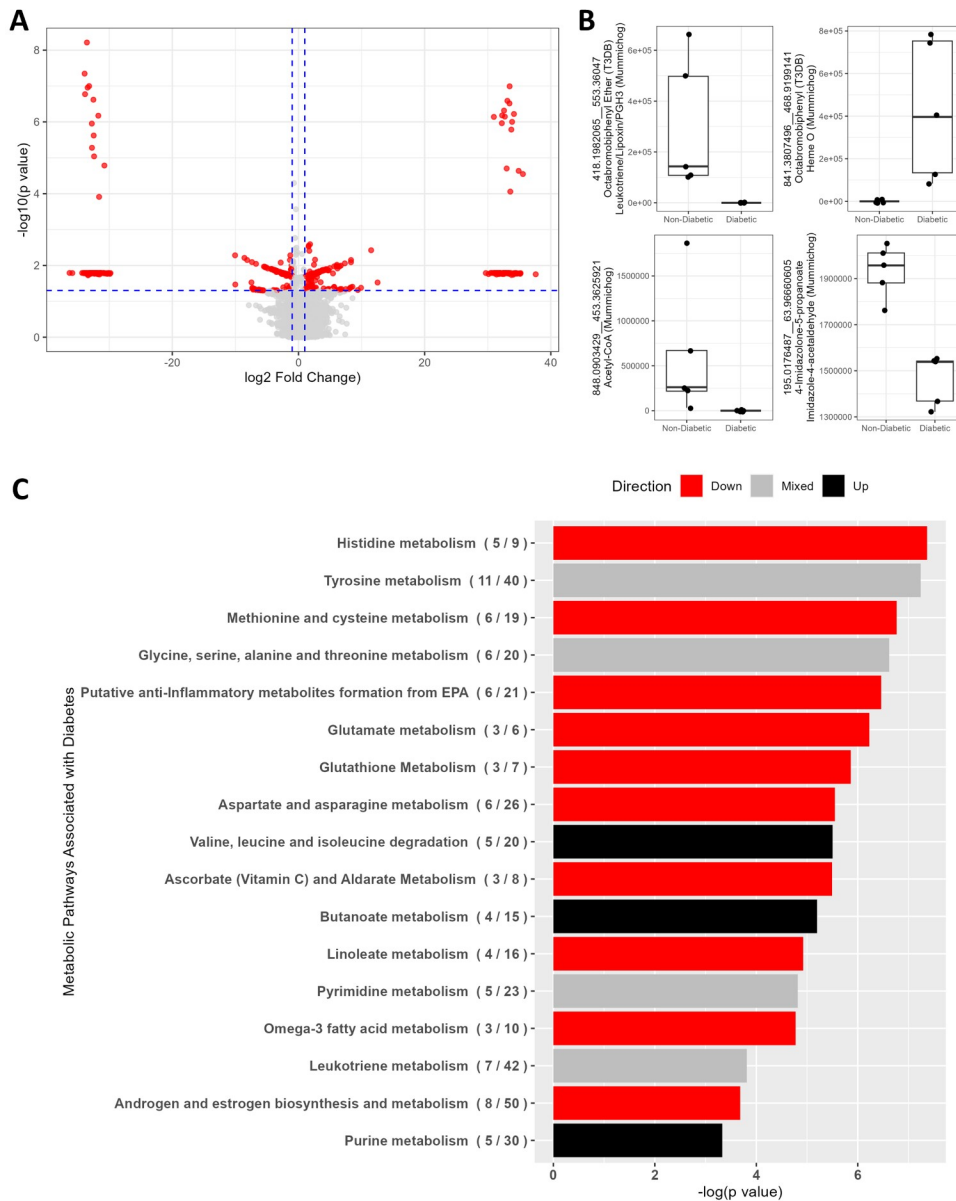 A
-log10(p value)
8
6
4
2
0
-20
0
20
40
log2 Fold Change)
B
418.1982065__553.36047
Octabromobiphenyl Ether (T3DB)
Leukotriene/Lipoxin/PGH3 (Mummichog)
6e+05
4e+05
2e+05
0e+00
Non-Diabetic
Diabetic
841.3807496__468.9199141
Octabromobiphenyl (T3DB)
Heme O (Mummichog)
8e+05
6e+05
4e+05
2e+05
0e+00
Non-Diabetic
Diabetic
848.0903429__453.3625921
Acetyl-CoA (Mummichog)
1500000
1000000
500000
0
Non-Diabetic
Diabetic
195.0176487__63.96660605
4-Imidazolone-5-propanoate
Imidazole-4-acetaldehyde (Mummichog)
1900000
1700000
1500000
1300000
Non-Diabetic
Diabetic
C
Direction Down Mixed Up
Metabolic Pathways Associated with Diabetes
Histidine metabolism ( 5 / 9 )
Tyrosine metabolism ( 11 / 40 )
Methionine and cysteine metabolism ( 6 / 19 )
Glycine, serine, alanine and threonine metabolism ( 6 / 20 )
Putative anti-Inflammatory metabolites formation from EPA ( 6 / 21 )
Glutamate metabolism ( 3 / 6 )
Glutathione Metabolism ( 3 / 7 )
Aspartate and asparagine metabolism ( 6 / 26 )
Valine, leucine and isoleucine degradation ( 5 / 20 )
Ascorbate (Vitamin C) and Aldarate Metabolism ( 3 / 8 )
Butanoate metabolism ( 4 / 15 )
Linoleate metabolism ( 4 / 16 )
Pyrimidine metabolism ( 5 / 23 )
Omega-3 fatty acid metabolism ( 3 / 10 )
Leukotriene metabolism ( 7 / 42 )
Androgen and estrogen biosynthesis and metabolism ( 8 / 50 )
Purine metabolism ( 5 / 30 )
0
2
4
6
-log(p value)